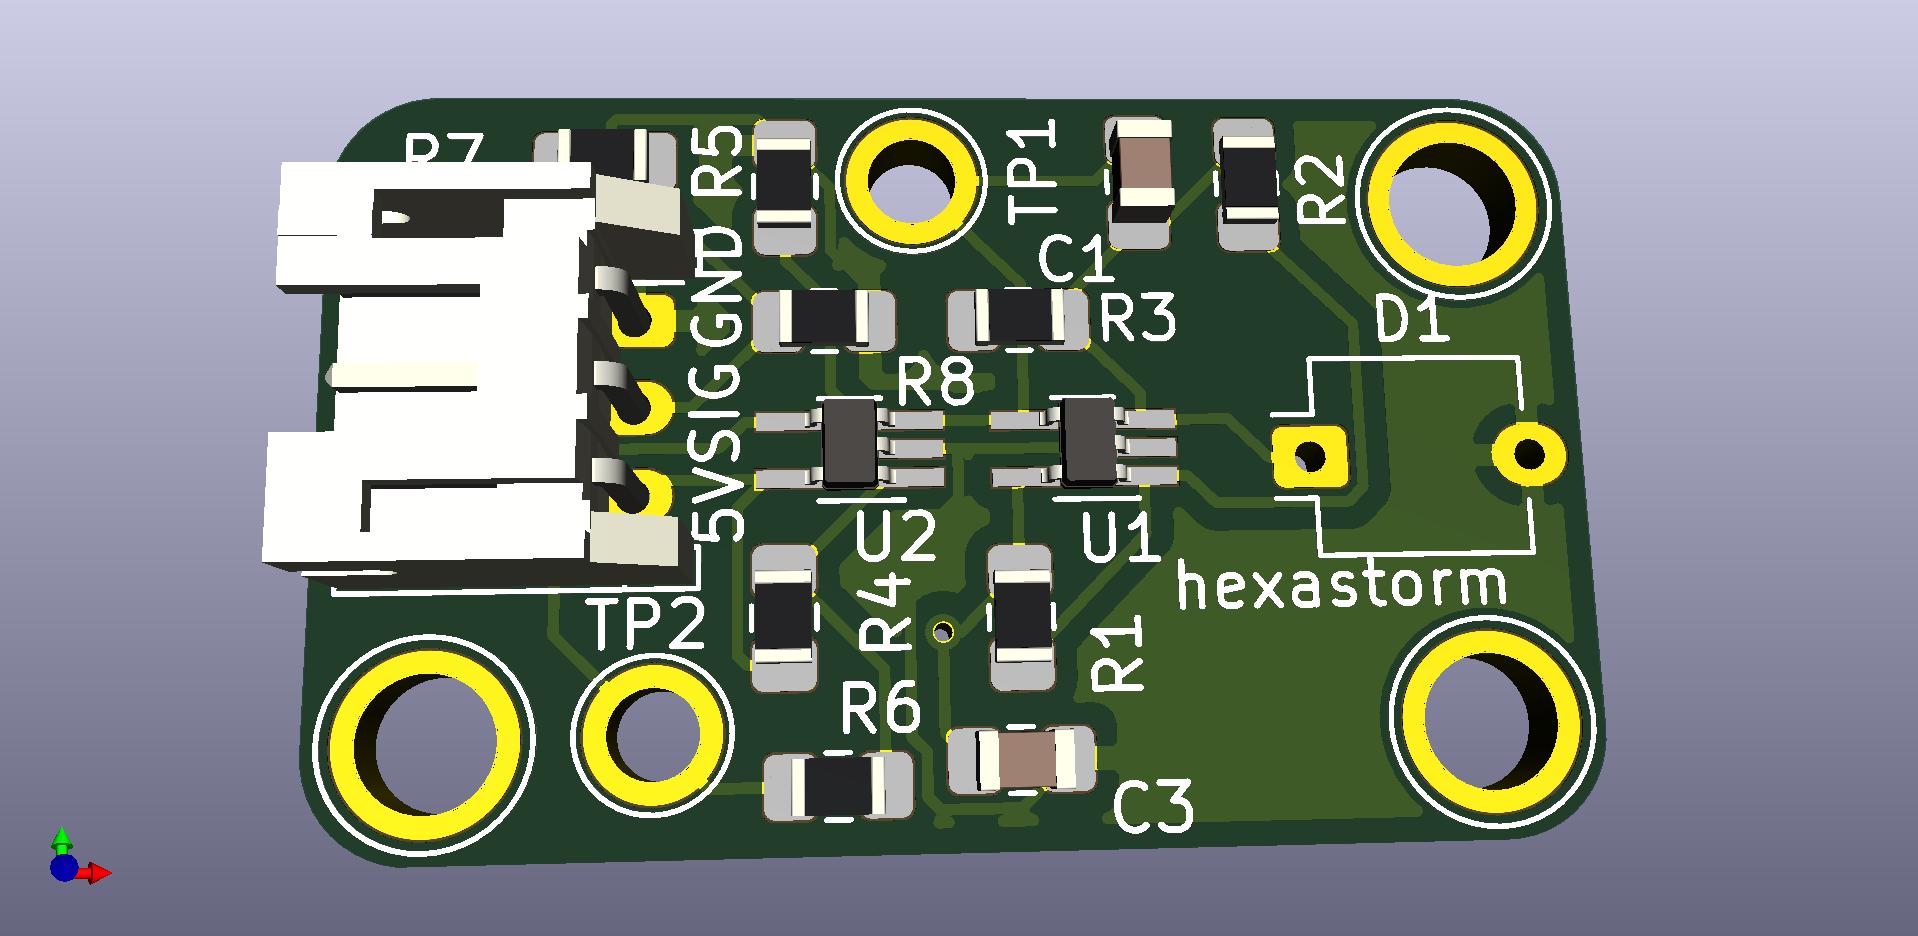 R7
R5
TP1
R2
GND
SIG
5V
C1
R3
D1
R8
U2
U1
R4
hexastorm
TP2
R1
R6
C3